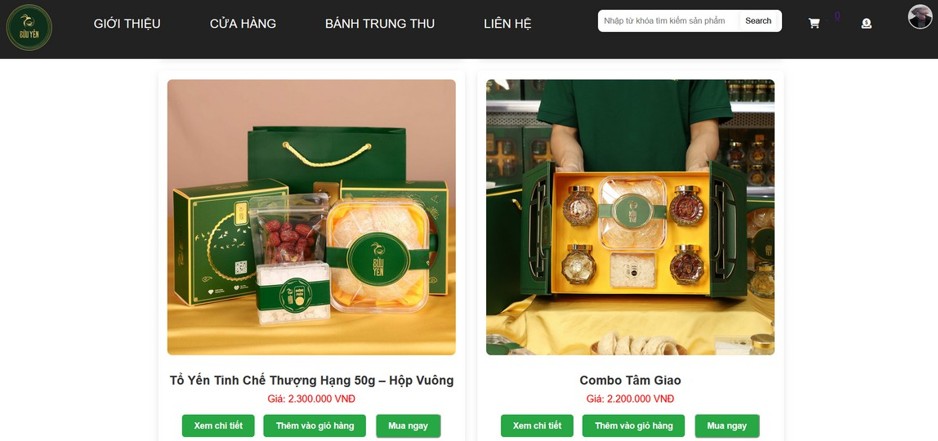 BỬU YẾN
GIỚI THIỆU
CỬA HÀNG
BÁNH TRUNG THU
LIÊN HỆ
Nhập từ khóa tìm kiếm sản phẩm
Search
0
BỬU YẾN
Tổ Yến Tinh Chế Thượng Hạng 50g – Hộp Vuông
Giá: 2.300.000 VNĐ
Xem chi tiết
Thêm vào giỏ hàng
Mua ngay
Combo Tâm Giao
Giá: 2.200.000 VNĐ
Xem chi tiết
Thêm vào giỏ hàng
Mua ngay